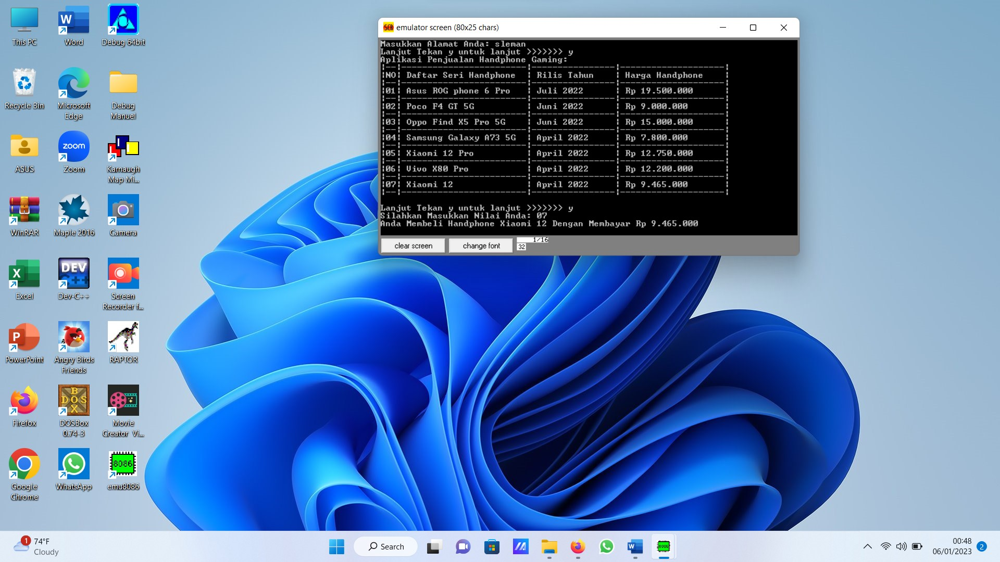 This PC
Word
Debug 64bit
Recycle Bin
Microsoft
Edge
Debug
Manuel
ASUS
zoom
Zoom
Karnaugh
Map Mi...
WinRAR
Maple 2016
Camera
Excel
DEV
C++
Dev-C++
Screen
Recorder f...
PowerPoint
Angry Birds
Friends
RAPTOR
Firefox
DOSBox
0.74-3
Movie
Creator Vi...
Google
Chrome
WhatsApp
8086
emu8086
emulator screen (80x25 chars)
Masukkan Alamat Anda: sleman
Lanjut Tekan y untuk lanjut >>>>>>> y
Aplikasi Penjualan Handphone Gaming:
|NO| Daftar Seri Handphone | Rilis Tahun | Harga Handphone |
|01| Asus ROG phone 6 Pro | Juli 2022 | Rp 19.500.000 |
|02| Poco F4 GT 5G | Juni 2022 | Rp 9.000.000 |
|03| Oppo Find X5 Pro 5G | Juni 2022 | Rp 15.000.000 |
|04| Samsung Galaxy A73 5G | April 2022 | Rp 7.800.000 |
|05| Xiaomi 12 Pro | April 2022 | Rp 12.750.000 |
|06| Vivo X80 Pro | April 2022 | Rp 12.200.000 |
|07| Xiaomi 12 | April 2022 | Rp 9.465.000 |
Lanjut Tekan y untuk lanjut >>>>>>> y
Silahkan Masukkan Nilai Anda: 07
Anda Membeli Handphone Xiaomi 12 Dengan Membayar Rp 9.465.000
clear screen
change font
1/16
32
1
74°F
Cloudy
Search
00:48
06/01/2023
2